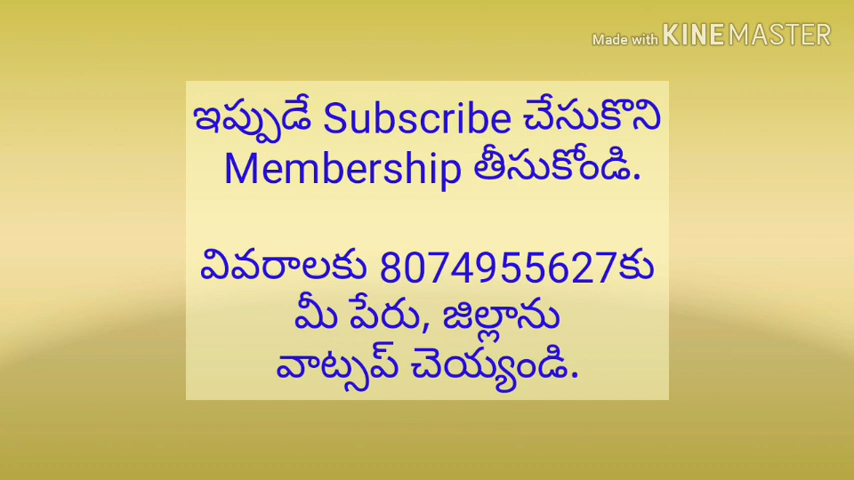 Made with KINEMASTER
ఇప్పుడే Subscribe చేసుకొని
Membership తీసుకోండి.
వివరాలకు 8074955627కు
మీ పేరు, జిల్లాను
వాట్సప్ చెయ్యండి.